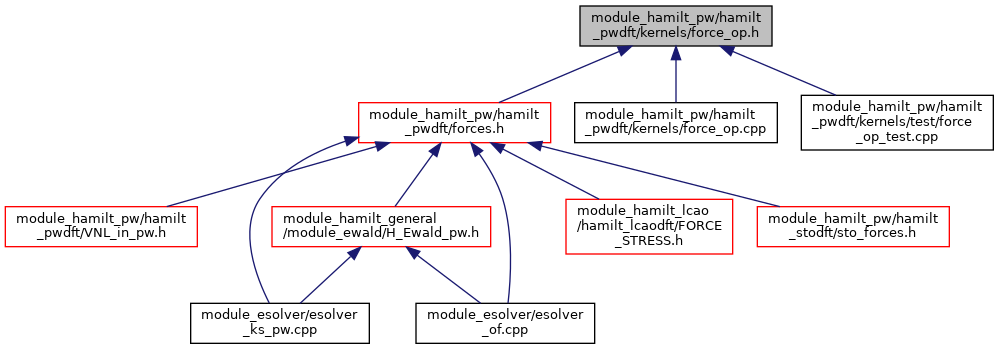 module_hamilt_pw/hamilt
_pwdft/kernels/force_op.h
module_hamilt_pw/hamilt
_pwdft/forces.h
module_hamilt_pw/hamilt
_pwdft/kernels/force_op.cpp
module_hamilt_pw/hamilt
_pwdft/kernels/test/force
_op_test.cpp
module_hamilt_pw/hamilt
_pwdft/VNL_in_pw.h
module_hamilt_general
/module_ewald/H_Ewald_pw.h
module_hamilt_lcao
/hamilt_lcaodft/FORCE
_STRESS.h
module_hamilt_pw/hamilt
_stodft/sto_forces.h
module_esolver/esolver
_ks_pw.cpp
module_esolver/esolver
_of.cpp